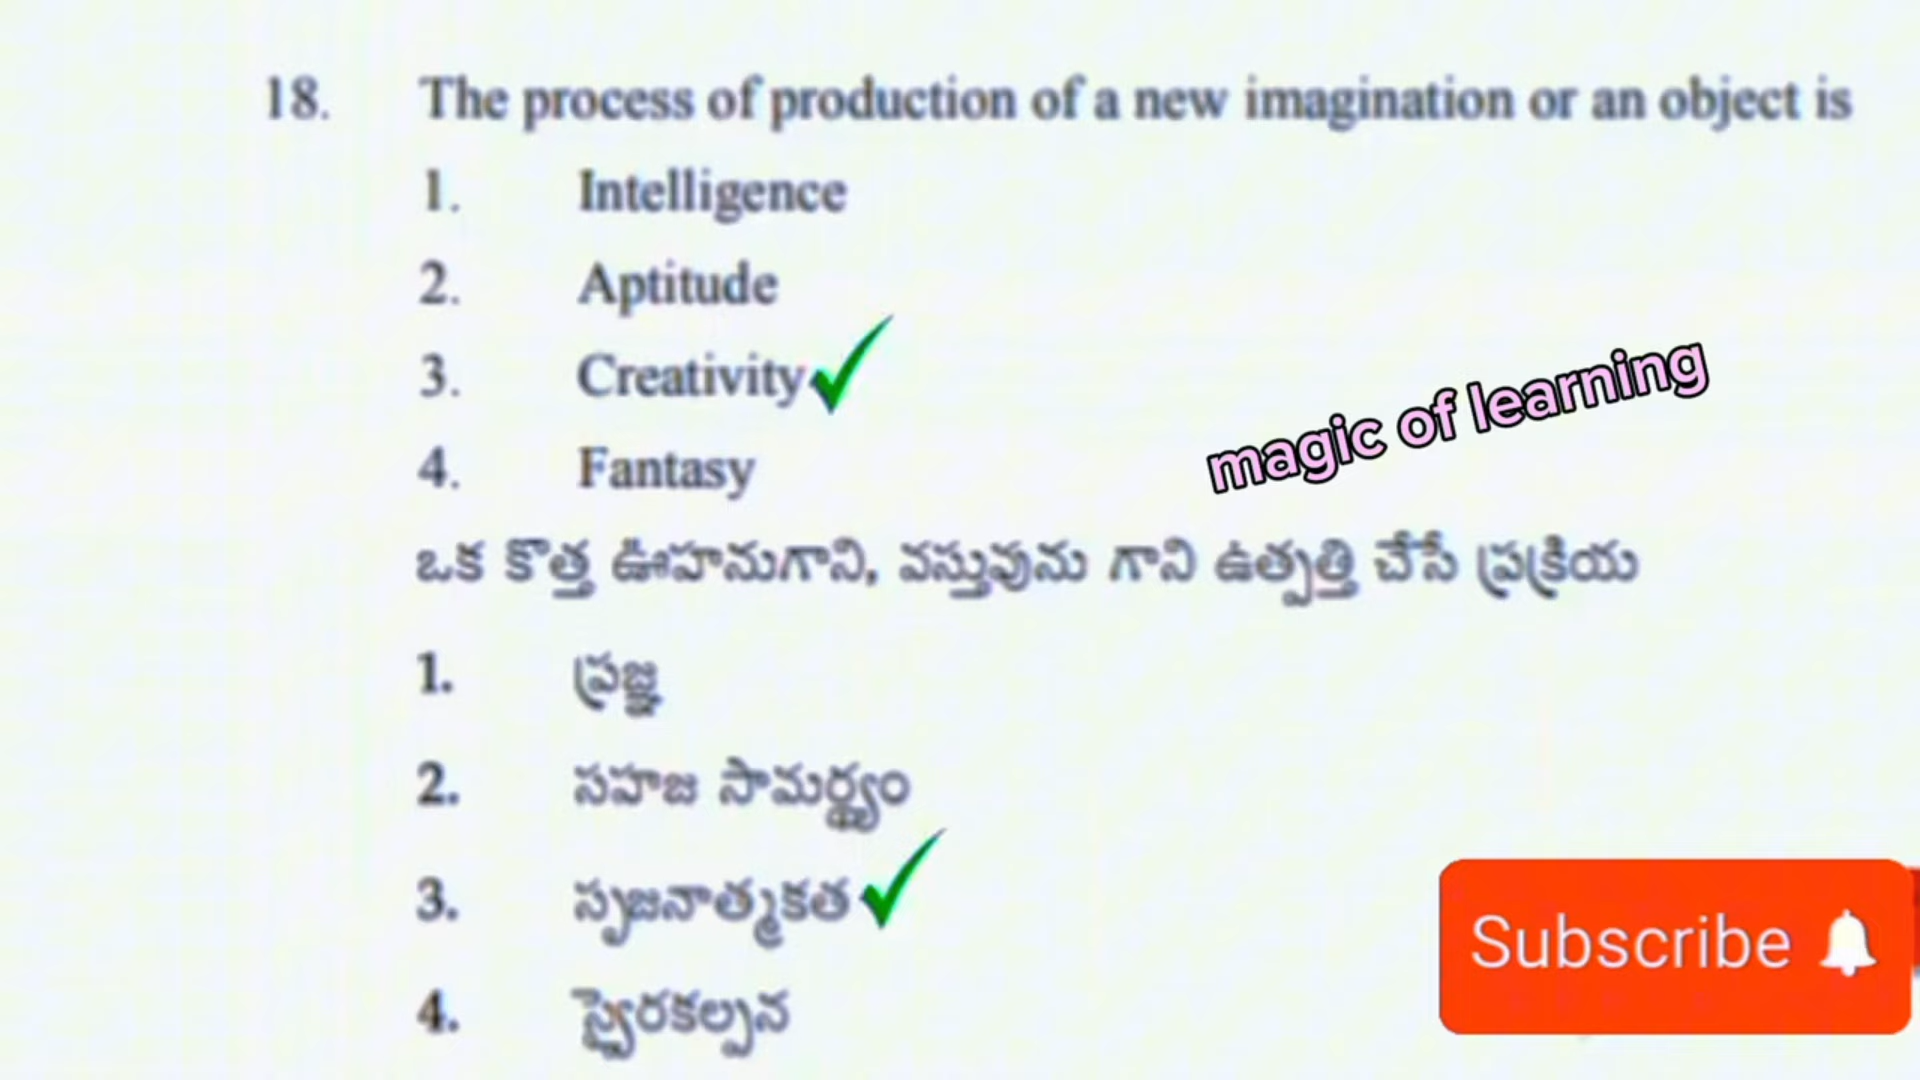 18. The process of production of a new imagination or an object is
1. Intelligence
2. Aptitude
3. Creativity
4. Fantasy
magic of learning
ఒక కొత్త ఊహనుగాని, వస్తువును గాని ఉత్పత్తి చేసే ప్రక్రియ
1. ప్రజ్ఞ
2. సహజ సామర్థ్యం
3. సృజనాత్మకత
4. స్వైరకల్పన
Subscribe